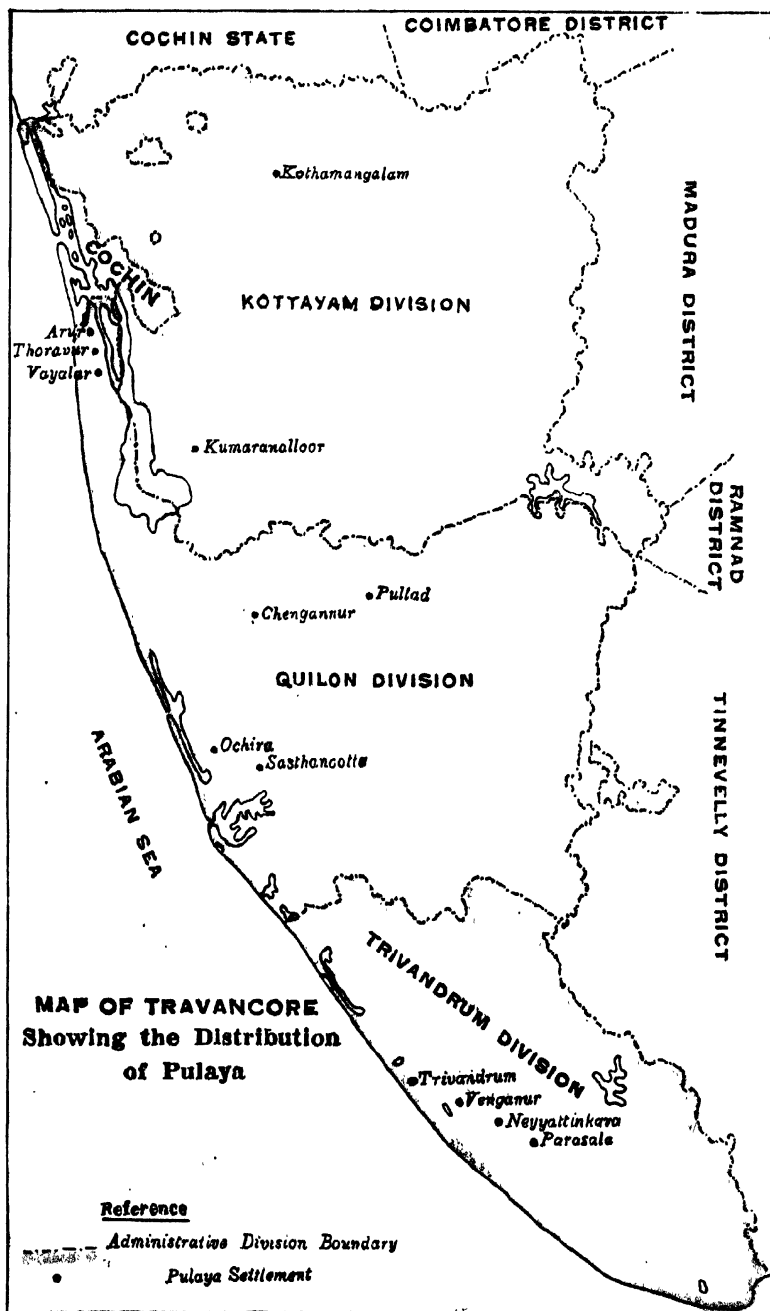 COCHIN STATE
COIMBATORE DISTRICT
Kothamangalam
MADURA DISTRICT
COCHIN
KOTTAYAM DIVISION
Arur
Thoravur
Vayalar
Kumaranalloor
RAMNAD
DISTRICT
Pullad
Chengannur
QUILON DIVISION
TINNEVELLY DISTRICT
Ochira
Sasthancotta
ARABIAN SEA
TRIVANDRUM DIVISION
MAP OF TRAVANCORE
Showing the Distribution
of Pulaya
Trivandrum
Venganur
Neyyattinkara
Parasale
Reference
Administrative Division Boundary
Pulaya Settlement